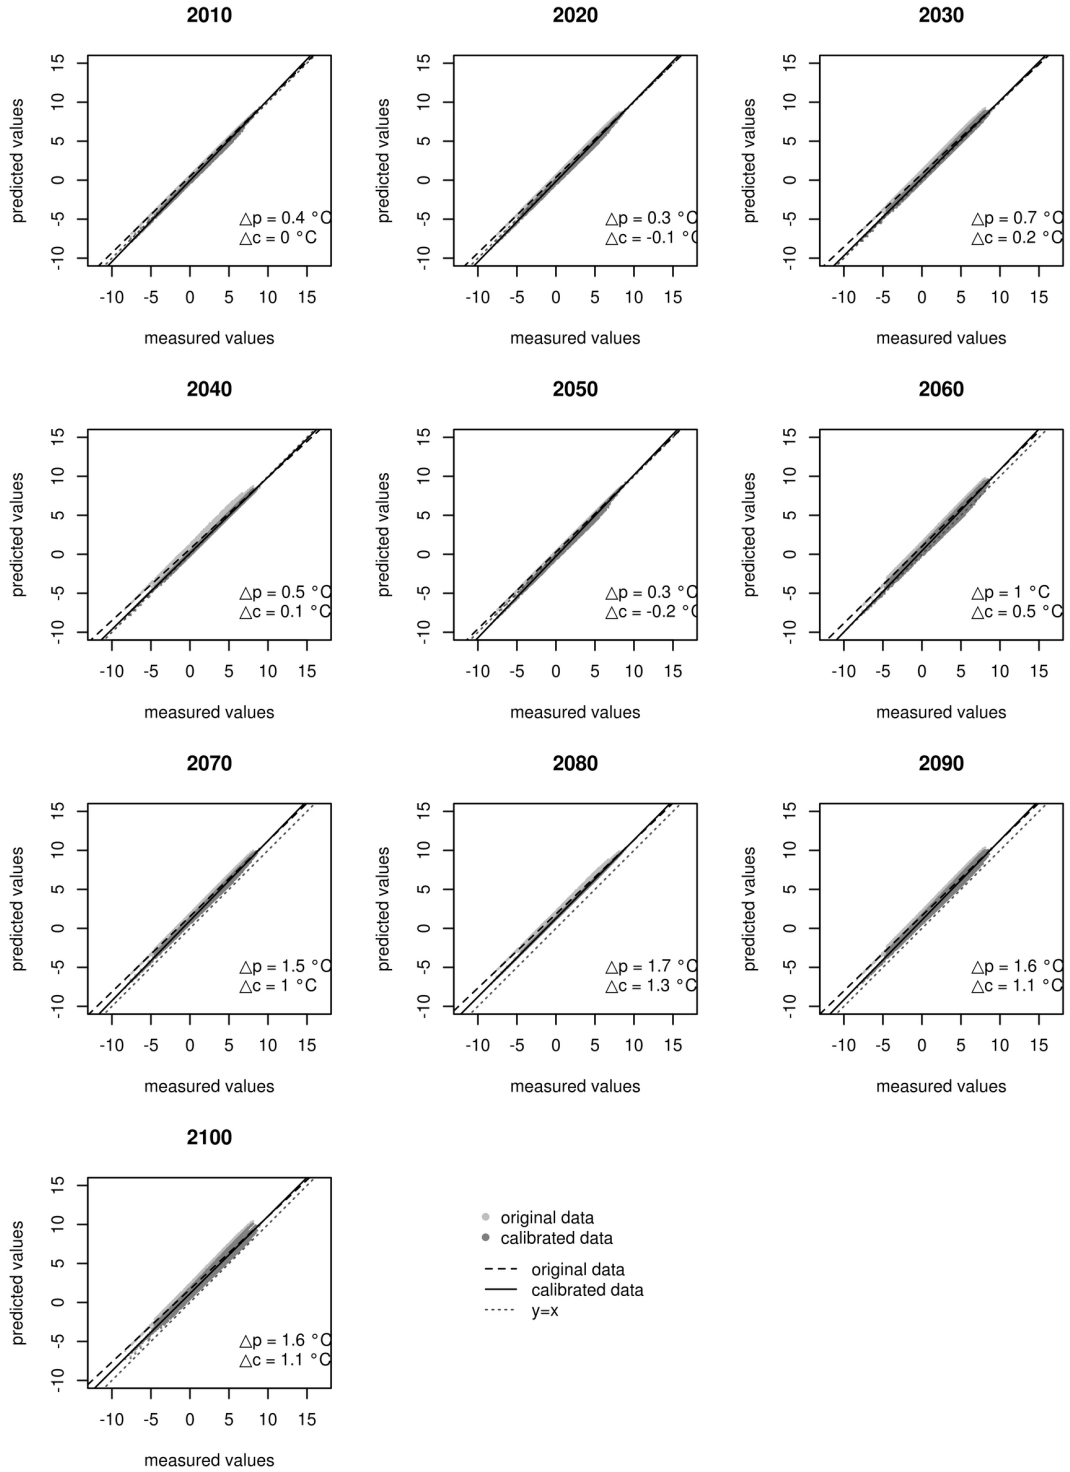 2010
15
10
5
0
-5
-10
predicted values
△p = 0.4 °C
△c = 0 °C
-10 -5 0 5 10 15
measured values
2020
15
10
5
0
-5
-10
predicted values
△p = 0.3 °C
△c = -0.1 °C
-10 -5 0 5 10 15
measured values
2030
15
10
5
0
-5
-10
predicted values
△p = 0.7 °C
△c = 0.2 °C
-10 -5 0 5 10 15
measured values
2040
15
10
5
0
-5
-10
predicted values
△p = 0.5 °C
△c = 0.1 °C
-10 -5 0 5 10 15
measured values
2050
15
10
5
0
-5
-10
predicted values
△p = 0.3 °C
△c = -0.2 °C
-10 -5 0 5 10 15
measured values
2060
15
10
5
0
-5
-10
predicted values
△p = 1 °C
△c = 0.5 °C
-10 -5 0 5 10 15
measured values
2070
15
10
5
0
-5
-10
predicted values
△p = 1.5 °C
△c = 1 °C
-10 -5 0 5 10 15
measured values
2080
15
10
5
0
-5
-10
predicted values
△p = 1.7 °C
△c = 1.3 °C
-10 -5 0 5 10 15
measured values
2090
15
10
5
0
-5
-10
predicted values
△p = 1.6 °C
△c = 1.1 °C
-10 -5 0 5 10 15
measured values
2100
15
10
5
0
-5
-10
predicted values
△p = 1.6 °C
△c = 1.1 °C
-10 -5 0 5 10 15
measured values
original data
calibrated data
original data
calibrated data
y=x